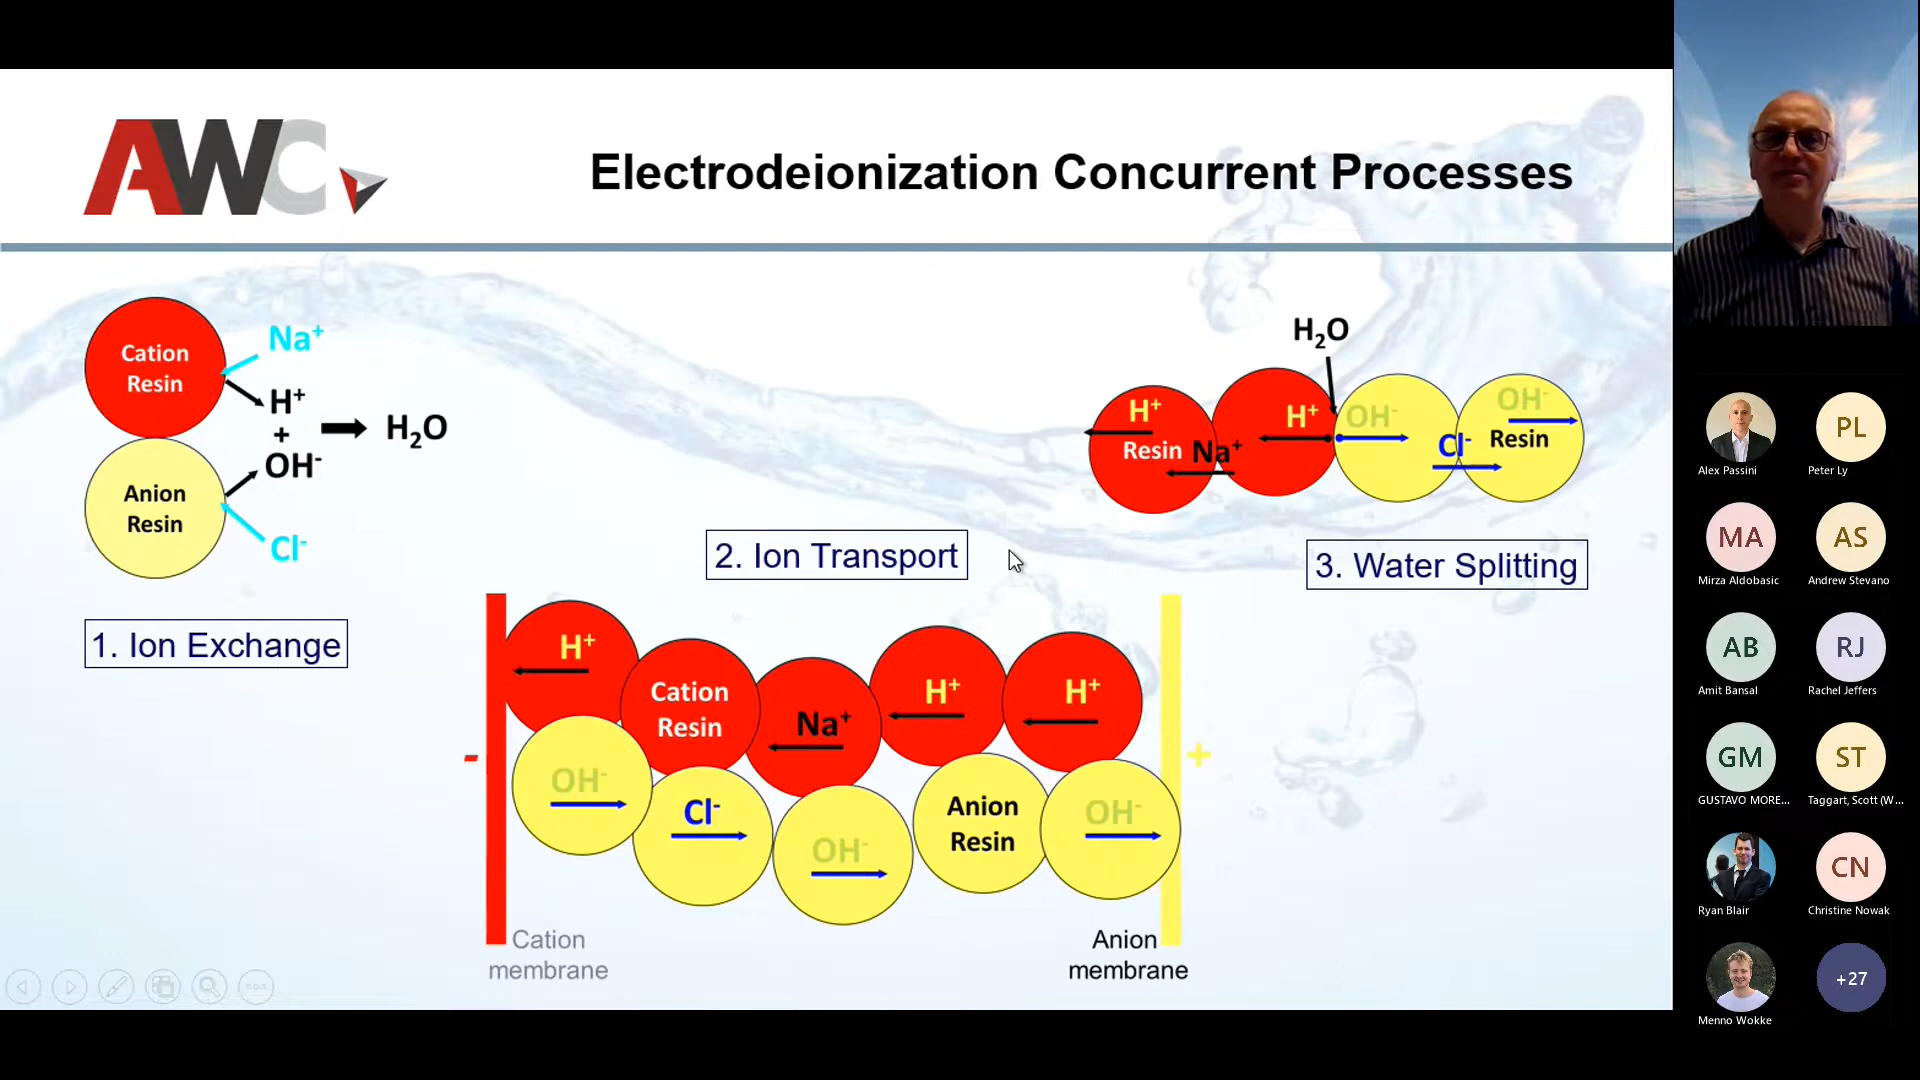 AWC
Electrodeionization Concurrent Processes
Cation
Resin
Na⁺
H⁺
+
OH⁻
H₂O
Anion
Resin
Cl⁻
1. Ion Exchange
2. Ion Transport
H⁺
Cation
Resin
Na⁺
H⁺
H⁺
-
+
OH⁻
Cl⁻
OH⁻
Anion
Resin
OH⁻
Cation
membrane
Anion
membrane
H₂O
H⁺
Resin
Na⁺
H⁺
OH⁻
Cl⁻
OH⁻
Resin
3. Water Splitting
Alex Passini
PL
Peter Ly
MA
Mirza Aldobasic
AS
Andrew Stevano
AB
Amit Bansal
RJ
Rachel Jeffers
GM
GUSTAVO MORE...
ST
Taggart, Scott (W...
Ryan Blair
CN
Christine Nowak
Menno Wokke
+27